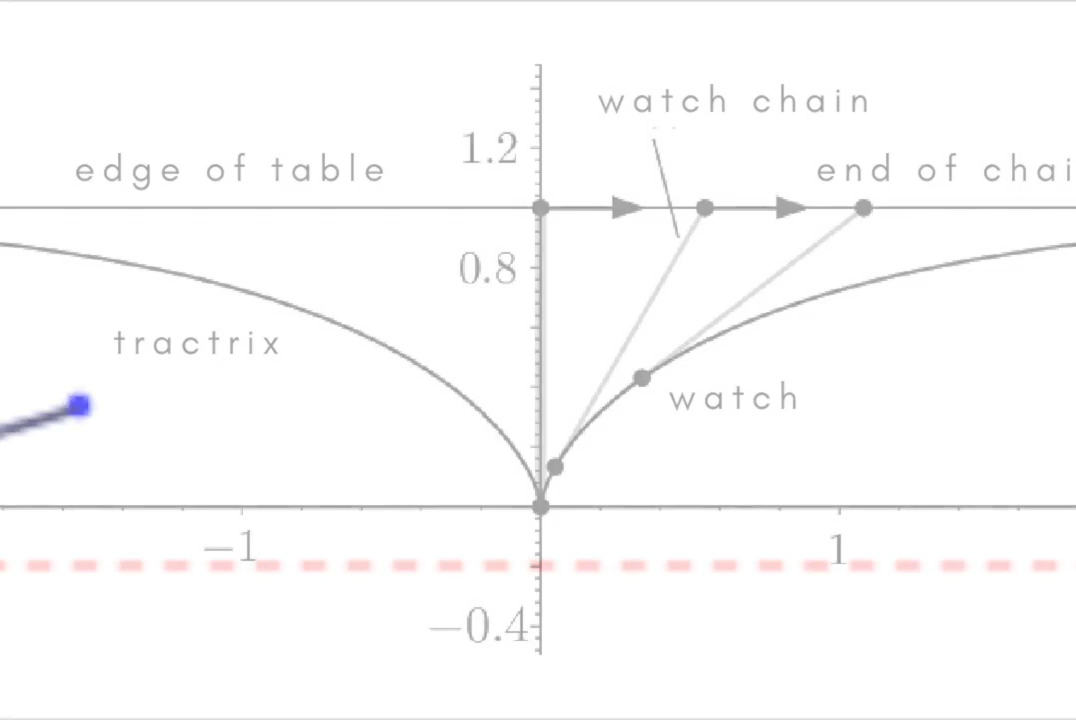 watch chain
1.2
edge of table
end of chai
0.8
tractrix
watch
−1
1
−0.4